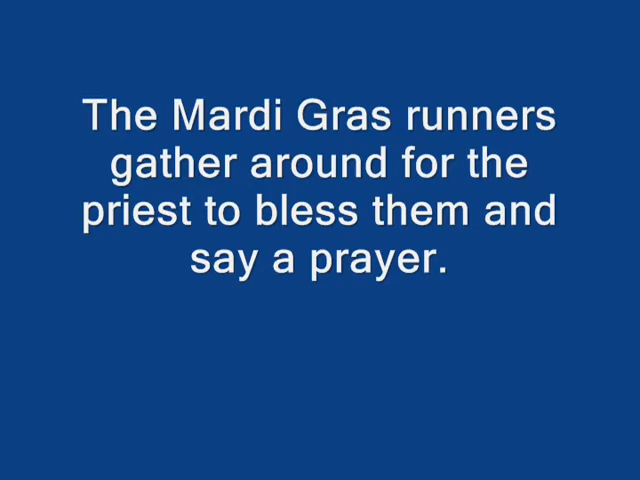 The Mardi Gras runners
gather around for the
priest to bless them and
say a prayer.